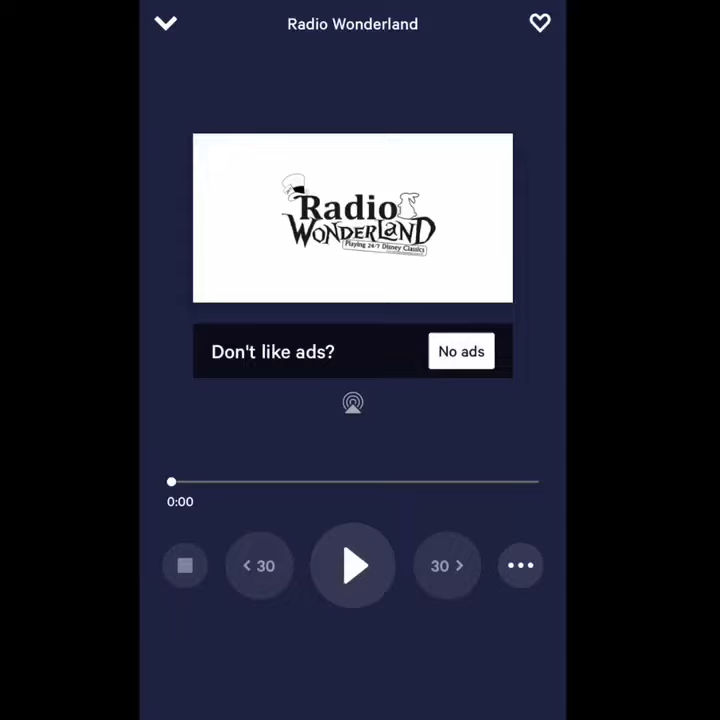 Radio Wonderland
Radio
WONDERLAND
Playing 24/7 Disney Classics
Don't like ads?
No ads
0:00
30
30